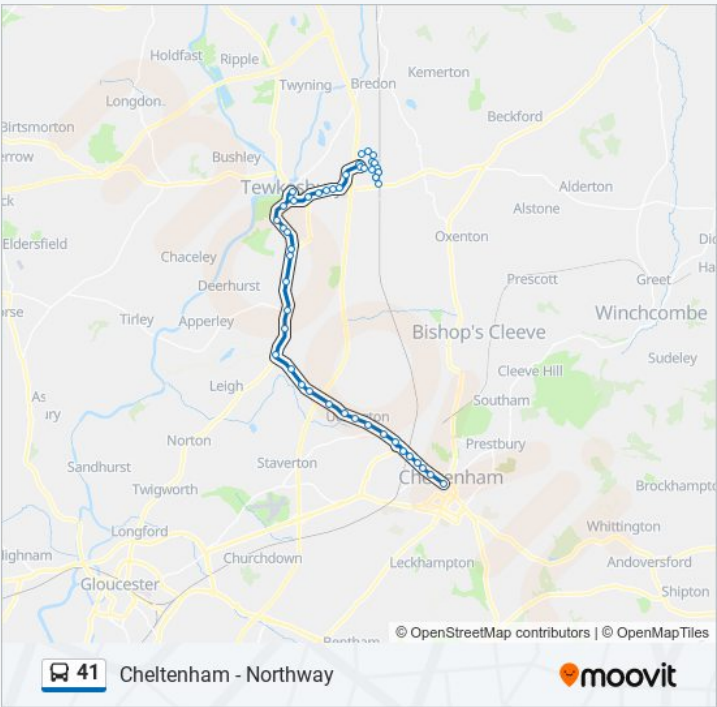 Holdfast
Ripple
Kemerton
Twyning
Bredon
Longdon
Beckford
Birtsmorton
Bushley
Tewkesbury
Alderton
Alstone
Eldersfield
Oxenton
Chaceley
Deerhurst
Prescott
Greet
Winchcombe
Tirley
Apperley
Bishop's Cleeve
Sudeley
Cleeve Hill
Leigh
Southam
Norton
Prestbury
Staverton
Sandhurst
Cheltenham
Twigworth
Brockhampto
Longford
Whittington
Churchdown
Leckhampton
Andoversford
Gloucester
Shipton
© OpenStreetMap contributors | © OpenMapTiles
41 Cheltenham - Northway
moovit